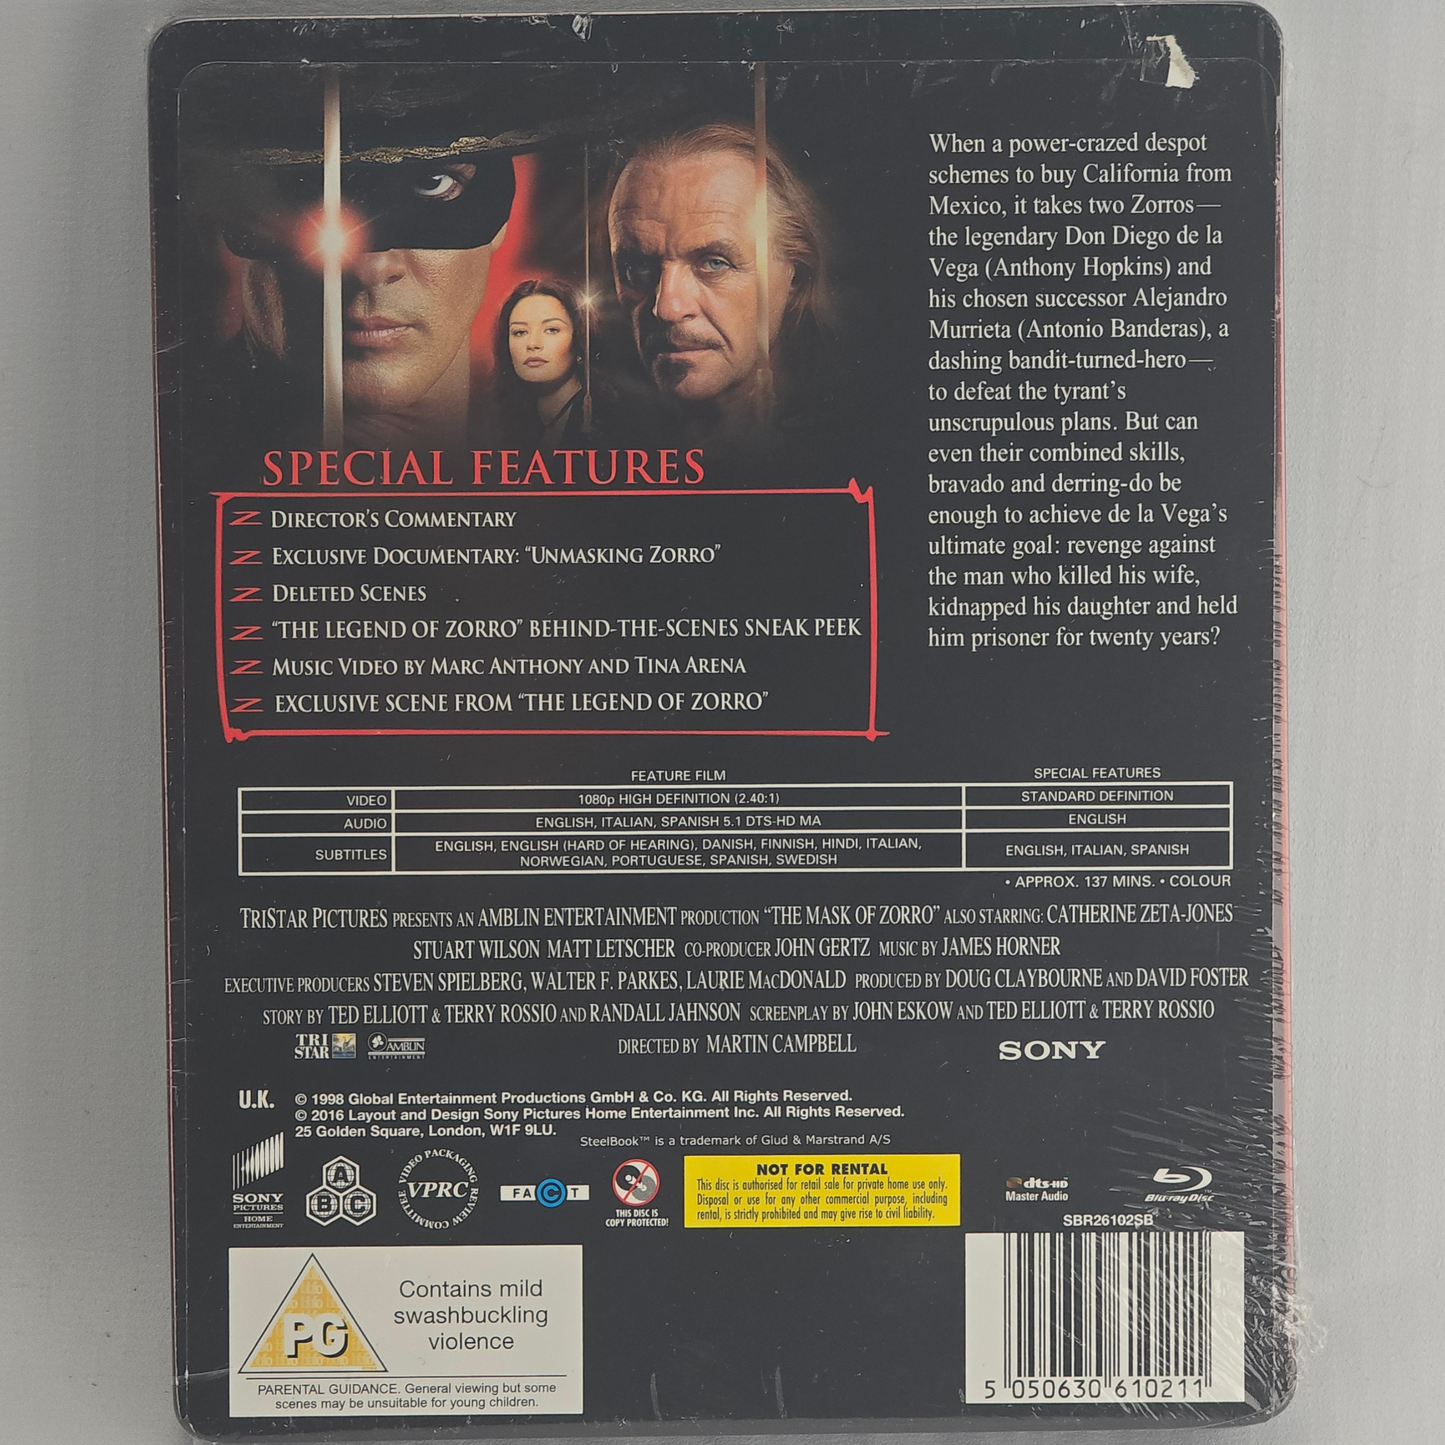 When a power-crazed despot
schemes to buy California from
Mexico, it takes two Zorros—
the legendary Don Diego de la
Vega (Anthony Hopkins) and
his chosen successor Alejandro
Murrieta (Antonio Banderas), a
dashing bandit-turned-hero—
to defeat the tyrant's
unscrupulous plans. But can
even their combined skills,
bravado and derring-do be
enough to achieve de la Vega's
ultimate goal: revenge against
the man who killed his wife,
kidnapped his daughter and held
him prisoner for twenty years?
SPECIAL FEATURES
DIRECTOR'S COMMENTARY
EXCLUSIVE DOCUMENTARY: “UNMASKING ZORRO”
DELETED SCENES
“THE LEGEND OF ZORRO” BEHIND-THE-SCENES SNEAK PEEK
MUSIC VIDEO BY MARC ANTHONY AND TINA ARENA
EXCLUSIVE SCENE FROM “THE LEGEND OF ZORRO”
FEATURE FILM SPECIAL FEATURES
VIDEO 1080p HIGH DEFINITION (2.40:1) STANDARD DEFINITION
AUDIO ENGLISH, ITALIAN, SPANISH 5.1 DTS-HD MA ENGLISH
SUBTITLES ENGLISH, ENGLISH (HARD OF HEARING), DANISH, FINNISH, HINDI, ITALIAN,
NORWEGIAN, PORTUGUESE, SPANISH, SWEDISH ENGLISH, ITALIAN, SPANISH
• APPROX. 137 MINS. • COLOUR
TRISTAR PICTURES PRESENTS AN AMBLIN ENTERTAINMENT PRODUCTION “THE MASK OF ZORRO” ALSO STARRING: CATHERINE ZETA-JONES
STUART WILSON MATT LETSCHER CO-PRODUCER JOHN GERTZ MUSIC BY JAMES HORNER
EXECUTIVE PRODUCERS STEVEN SPIELBERG, WALTER F. PARKES, LAURIE MACDONALD PRODUCED BY DOUG CLAYBOURNE AND DAVID FOSTER
STORY BY TED ELLIOTT & TERRY ROSSIO AND RANDALL JAHNSON SCREENPLAY BY JOHN ESKOW AND TED ELLIOTT & TERRY ROSSIO
DIRECTED BY MARTIN CAMPBELL
TRI
STAR
AMBLIN
ENTERTAINMENT
SONY
U.K. © 1998 Global Entertainment Productions GmbH & Co. KG. All Rights Reserved.
© 2016 Layout and Design Sony Pictures Home Entertainment Inc. All Rights Reserved.
25 Golden Square, London, W1F 9LU.
SteelBook™ is a trademark of Glud & Marstrand A/S
SONY
PICTURES
HOME
ENTERTAINMENT
A
B C
VIDEO PACKAGING REVIEW COMMITTEE
VPRC
FACT
THIS DISC IS
COPY PROTECTED!
NOT FOR RENTAL
This disc is authorised for retail sale for private home use only.
Disposal or use for any other commercial purpose, including
rental, is strictly prohibited and may give rise to civil liability.
dts-HD
Master Audio
Blu-ray Disc™
SBR26102SB
PG
Contains mild
swashbuckling
violence
PARENTAL GUIDANCE. General viewing but some
scenes may be unsuitable for young children.
5 050630 610211